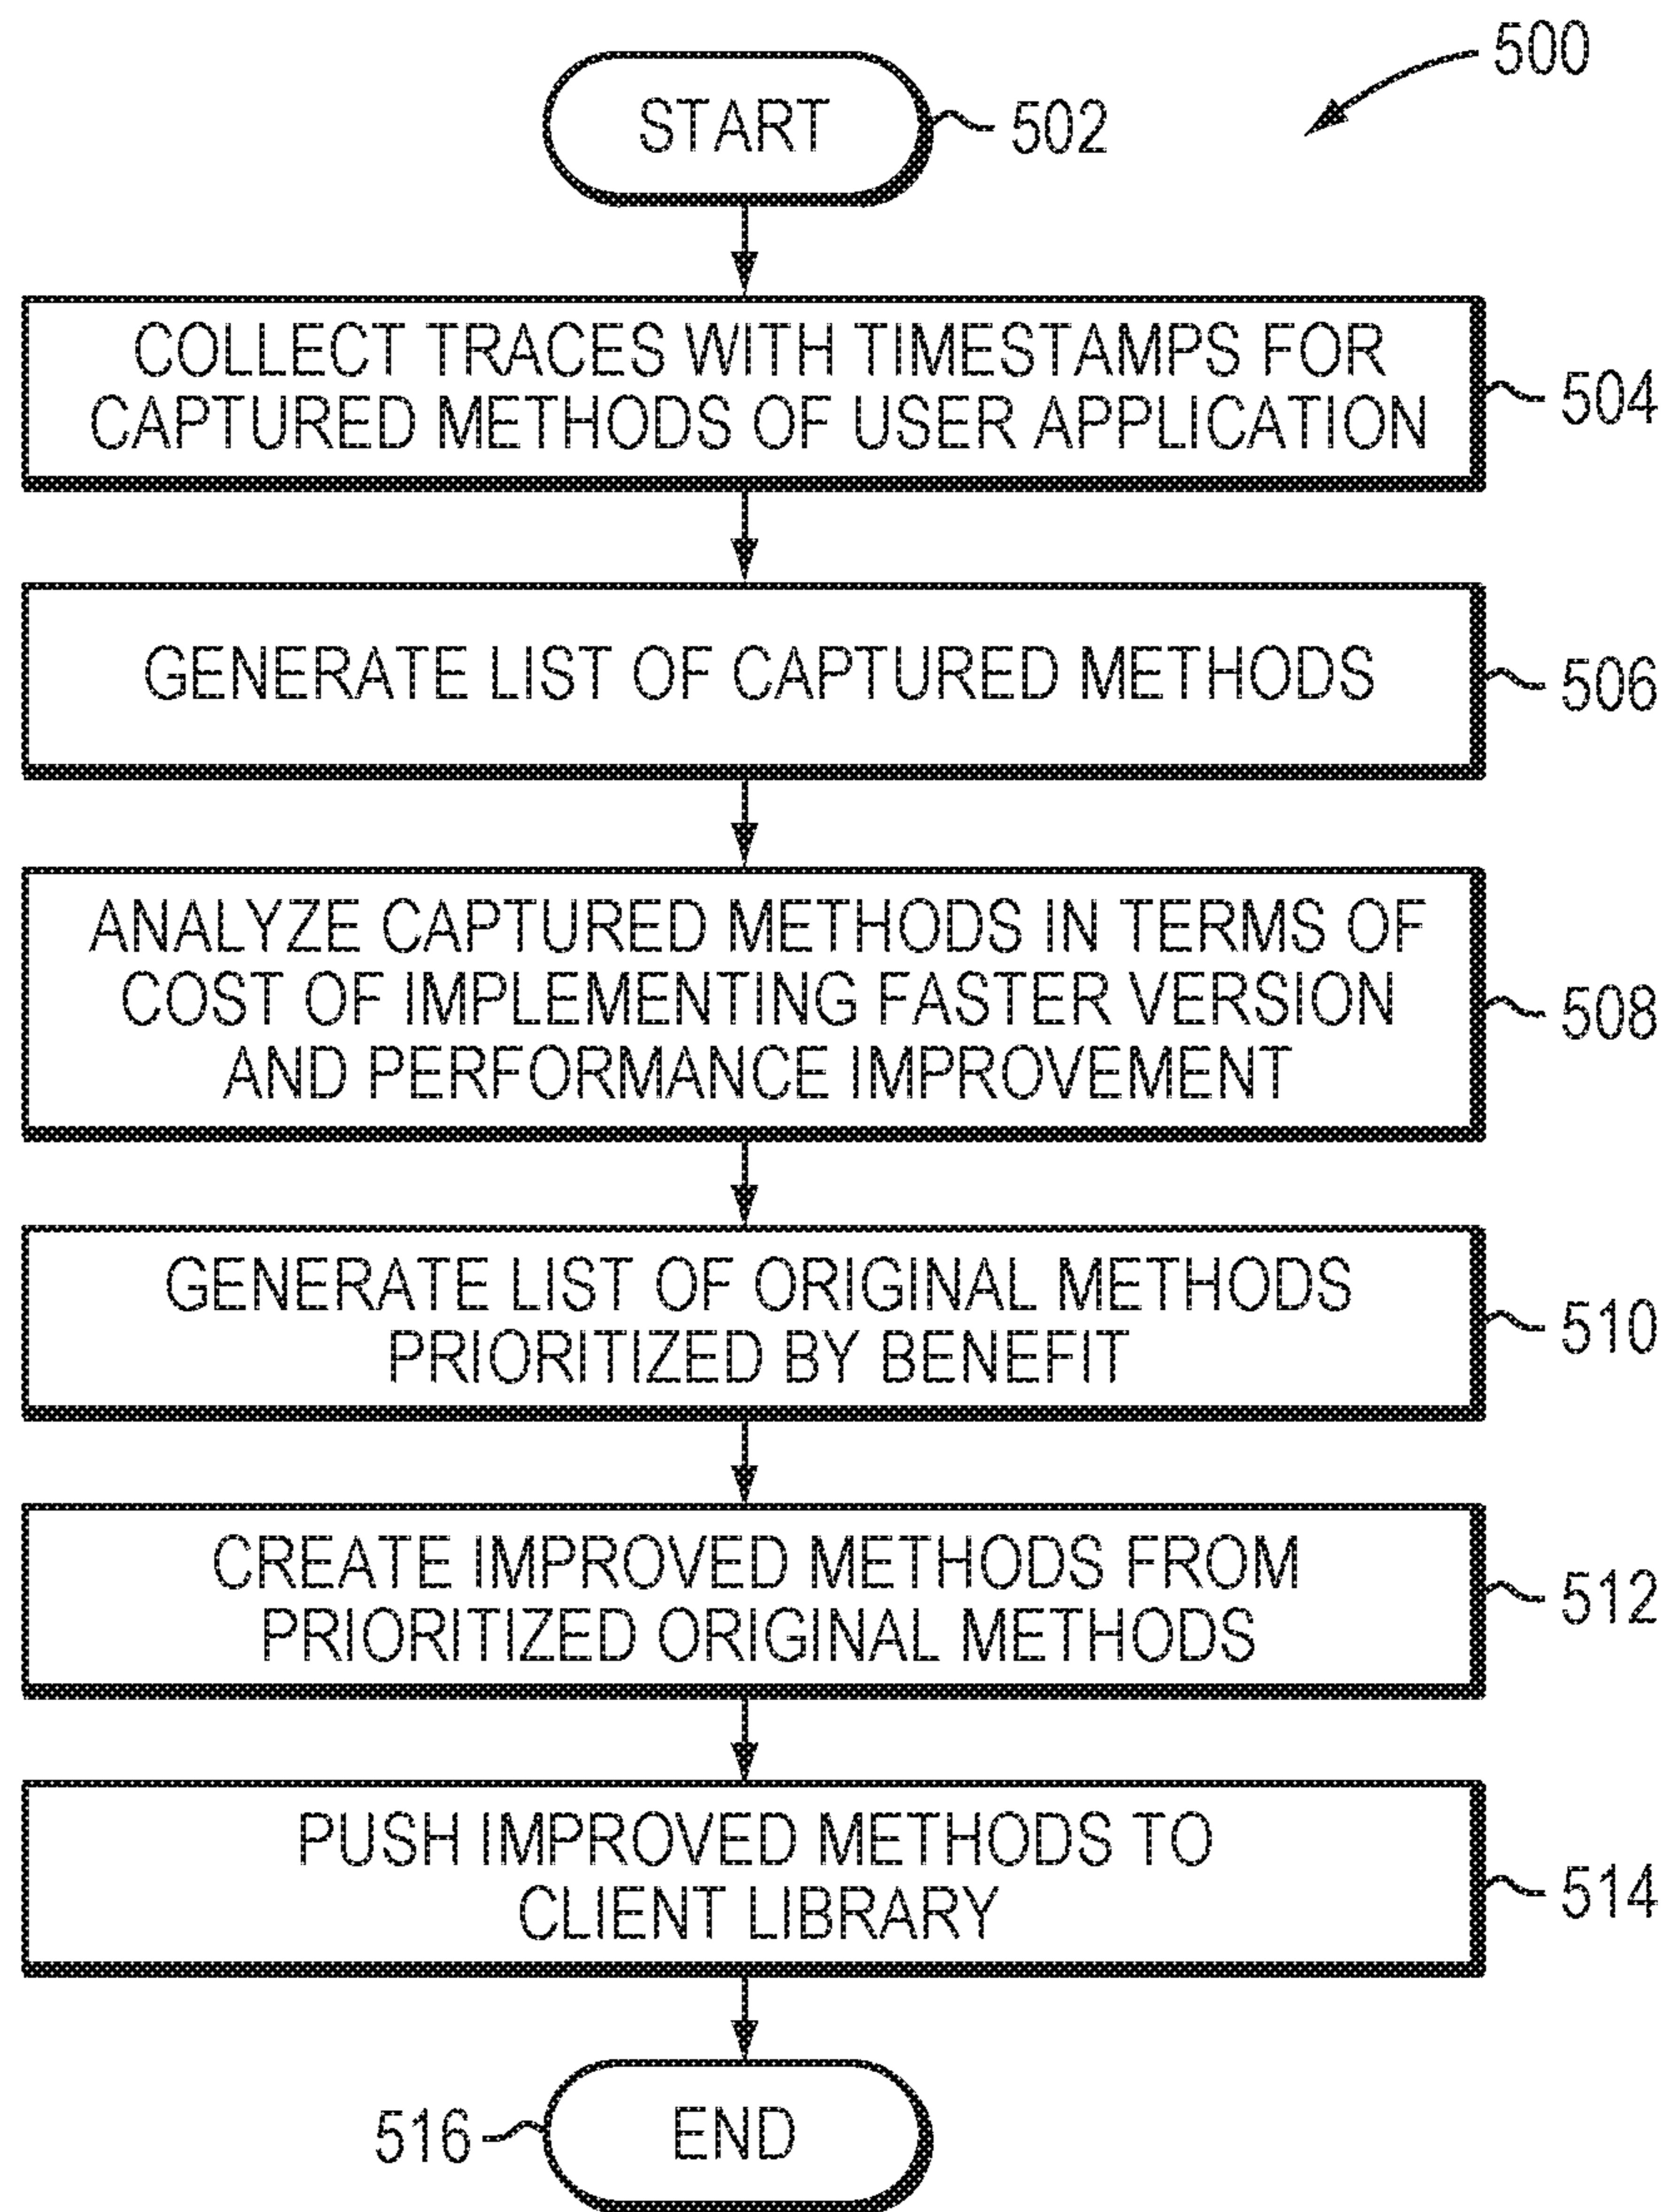 500
START
502
COLLECT TRACES WITH TIMESTAMPS FOR
CAPTURED METHODS OF USER APPLICATION
504
GENERATE LIST OF CAPTURED METHODS
506
ANALYZE CAPTURED METHODS IN TERMS OF
COST OF IMPLEMENTING FASTER VERSION
AND PERFORMANCE IMPROVEMENT
508
GENERATE LIST OF ORIGINAL METHODS
PRIORITIZED BY BENEFIT
510
CREATE IMPROVED METHODS FROM
PRIORITIZED ORIGINAL METHODS
512
PUSH IMPROVED METHODS TO
CLIENT LIBRARY
514
516
END